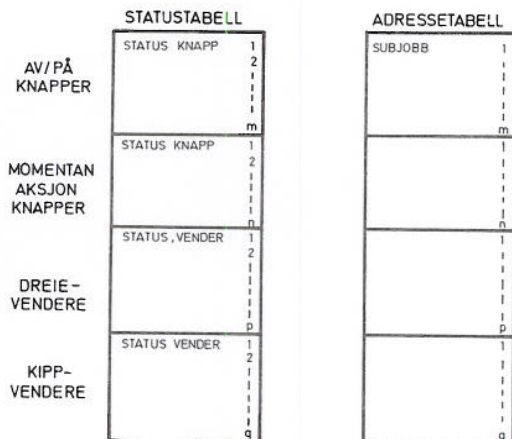 STATUSTABELL
ADRESSETABELL
AV/PÅ
KNAPPER
STATUS KNAPP 1
2
m
SUBJOBB 1
m
MOMENTAN
AKSJON
KNAPPER
STATUS KNAPP 1
2
n
1
n
DREIE-
VENDERE
STATUS, VENDER 1
2
p
1
p
KIPP-
VENDERE
STATUS VENDER 1
2
q
1
q